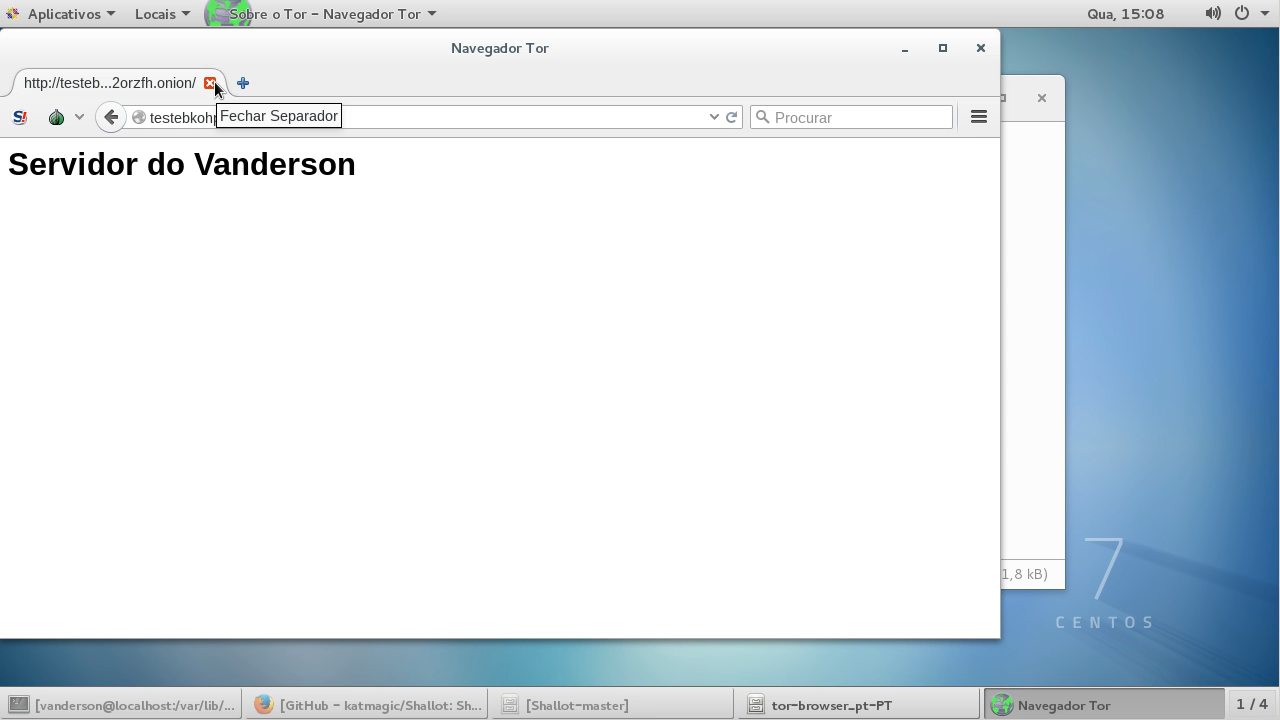 Aplicativos Locais Sobre o Tor – Navegador Tor Qua, 15:08
Navegador Tor
http://testeb...2orzfh.onion/
Fechar Separador
Procurar
Servidor do Vanderson
1,8 kB)
7
CENTOS
[vanderson@localhost:/var/lib/... [GitHub – katmagic/Shallot: Sh... [Shallot–master] tor–browser_pt–PT Navegador Tor 1 / 4